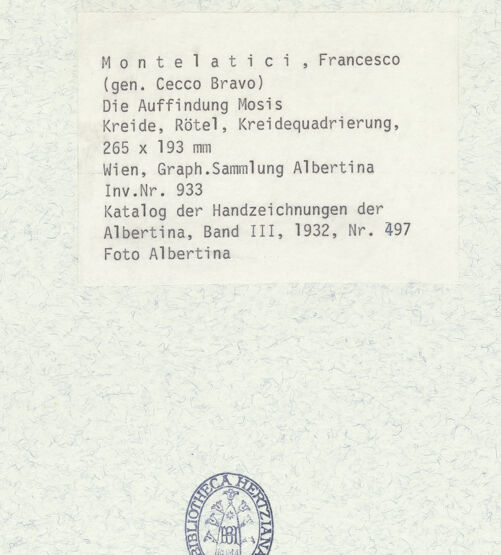 M o n t e l a t i c i , Francesco
(gen. Cecco Bravo)
Die Auffindung Mosis
Kreide, Rötel, Kreidequadrierung,
265 x 193 mm
Wien, Graph.Sammlung Albertina
Inv.Nr. 933
Katalog der Handzeichnungen der
Albertina, Band III, 1932, Nr. 497
Foto Albertina
BIBLIOTHECA HERTZIANA